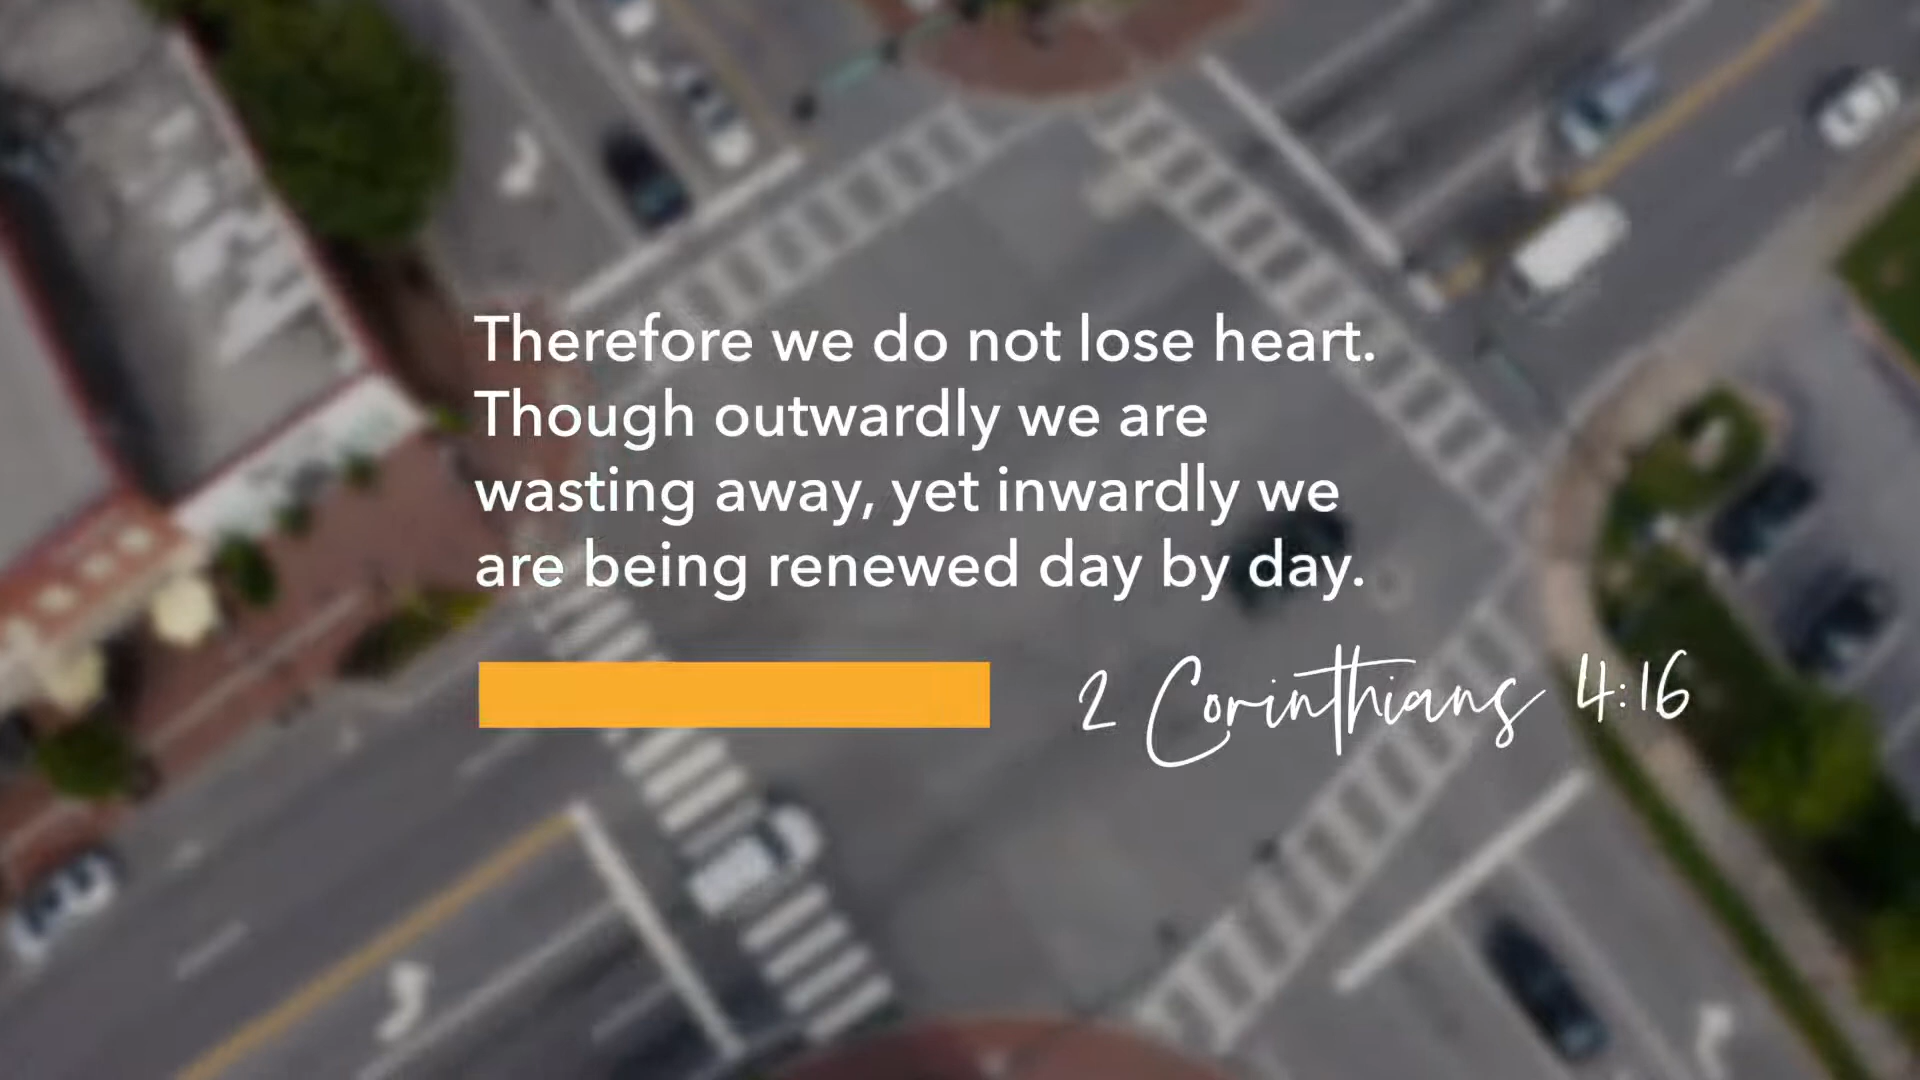 Therefore we do not lose heart.
Though outwardly we are
wasting away, yet inwardly we
are being renewed day by day.
2 Corinthians 4:16